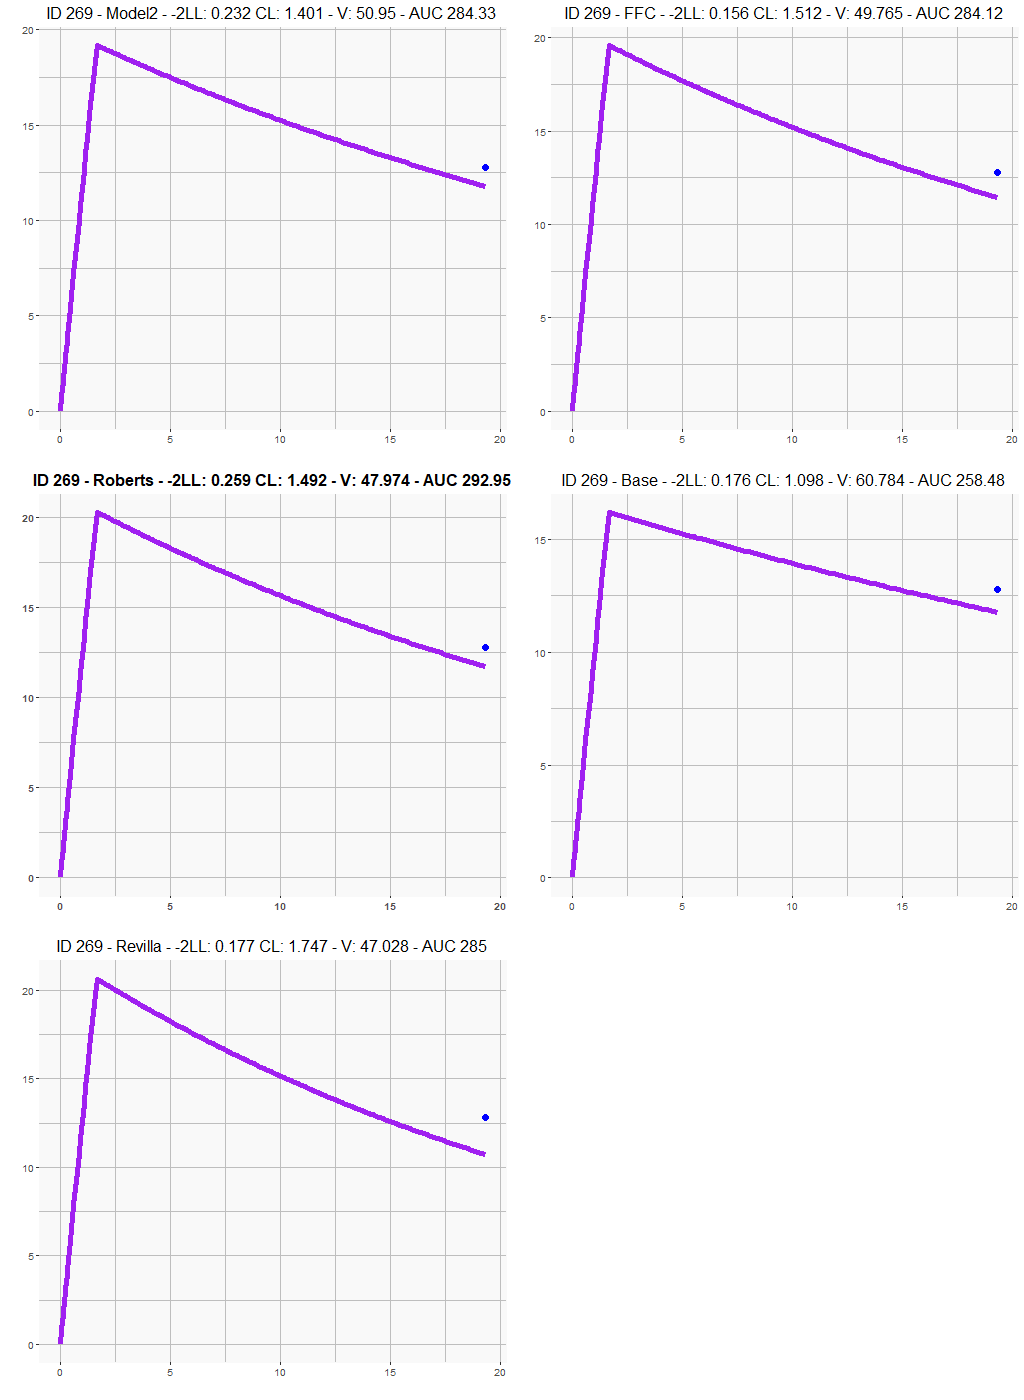 ID 269 - Model2 - -2LL: 0.232 CL: 1.401 - V: 50.95 - AUC 284.33
20
15
10
5
0
0 5 10 15 20
ID 269 - FFC - -2LL: 0.156 CL: 1.512 - V: 49.765 - AUC 284.12
20
15
10
5
0
0 5 10 15 20
ID 269 - Roberts - -2LL: 0.259 CL: 1.492 - V: 47.974 - AUC 292.95
20
15
10
5
0
0 5 10 15 20
ID 269 - Base - -2LL: 0.176 CL: 1.098 - V: 60.784 - AUC 258.48
15
10
5
0
0 5 10 15 20
ID 269 - Revilla - -2LL: 0.177 CL: 1.747 - V: 47.028 - AUC 285
20
15
10
5
0
0 5 10 15 20